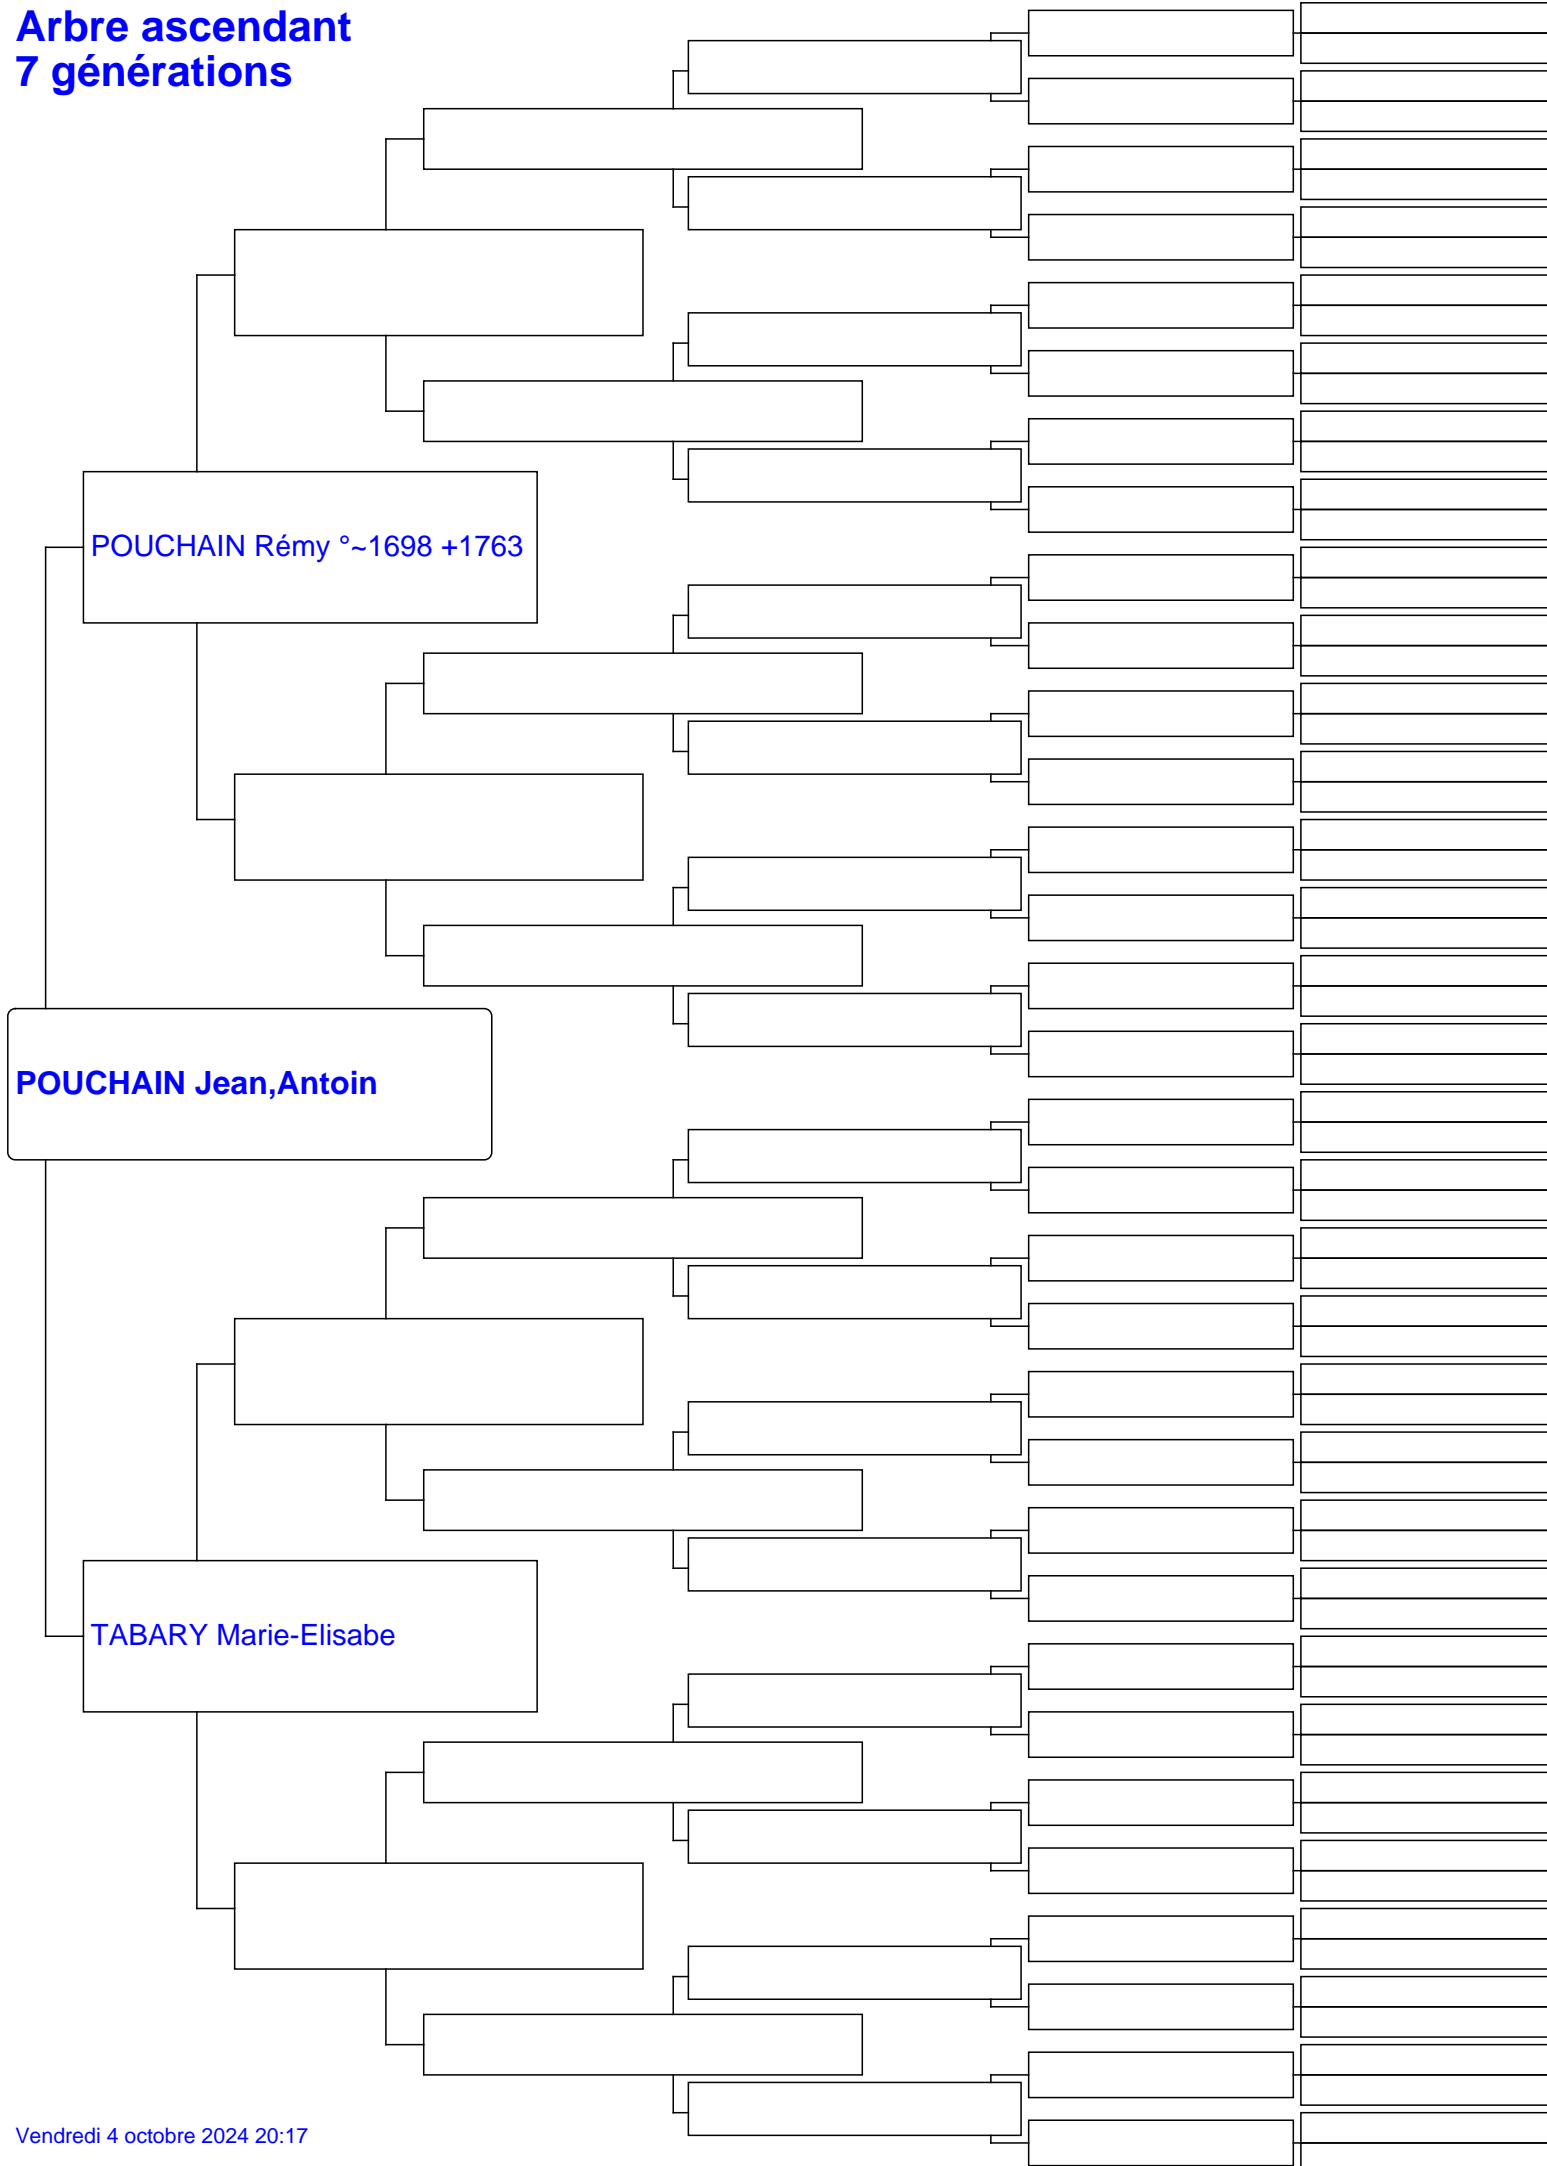 Arbre ascendant
7 générations
POUCHAIN Rémy °~1698 +1763
POUCHAIN Jean,Antoin
TABARY Marie-Elisabe
Vendredi 4 octobre 2024 20:17